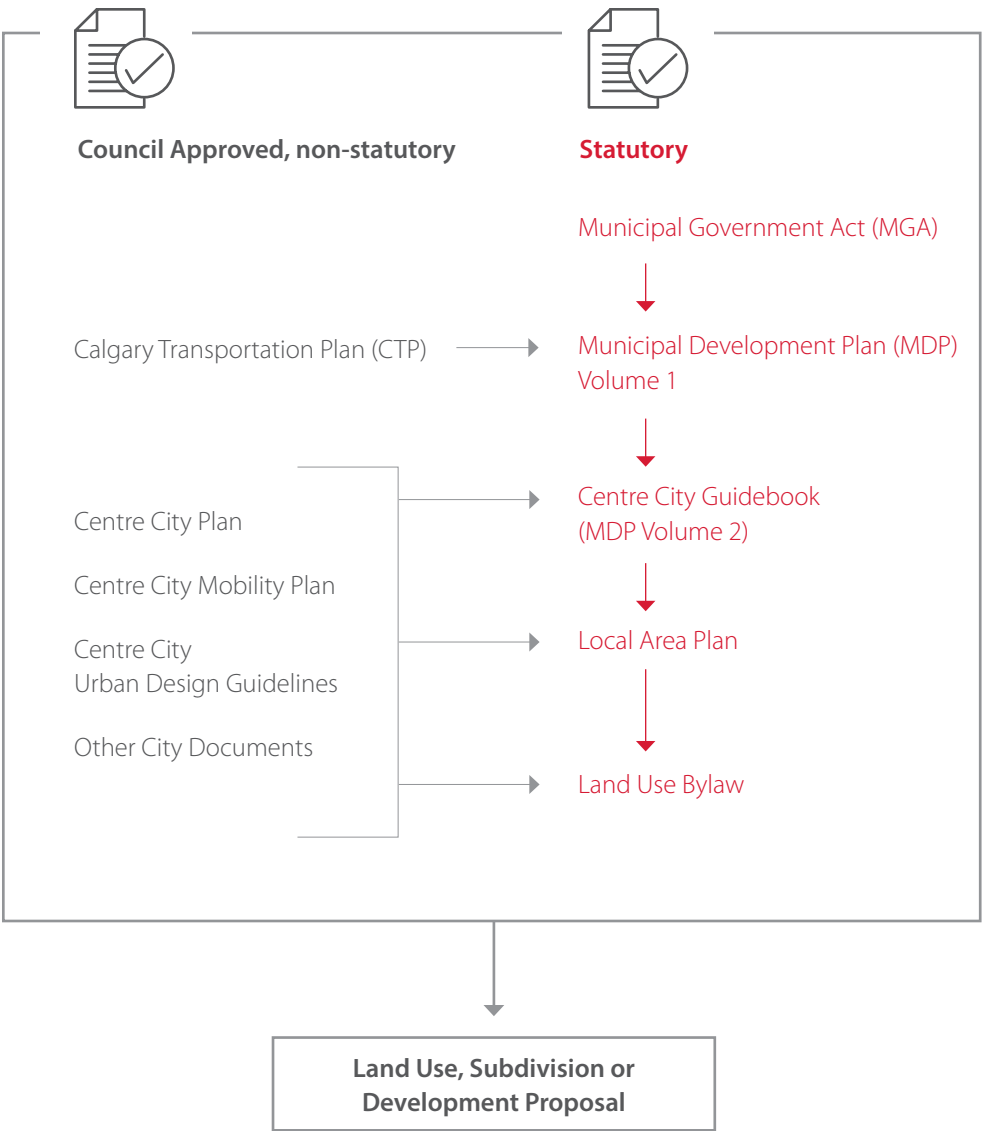 Council Approved, non-statutory
Statutory
Municipal Government Act (MGA)
Calgary Transportation Plan (CTP)
Municipal Development Plan (MDP)
Volume 1
Centre City Plan
Centre City Mobility Plan
Centre City
Urban Design Guidelines
Other City Documents
Centre City Guidebook
(MDP Volume 2)
Local Area Plan
Land Use Bylaw
Land Use, Subdivision or
Development Proposal